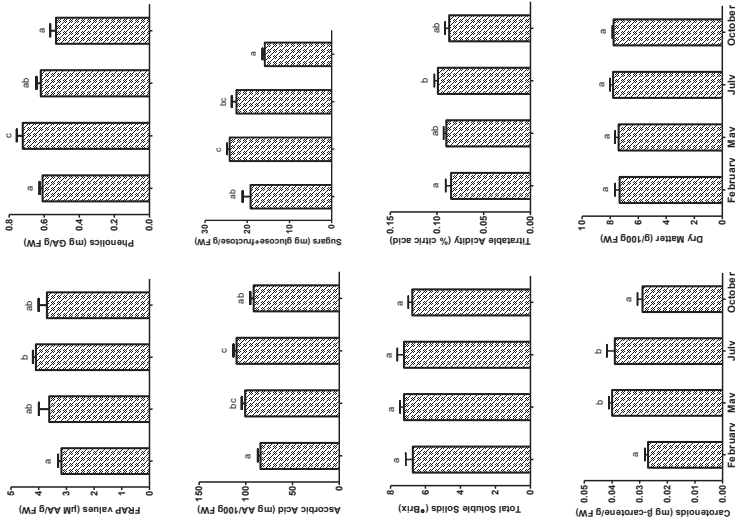 FRAP values (µM AA/g FW)
5
4
3
2
1
0
a
ab
b
ab
Phenolics (mg GA/g FW)
0.8
0.6
0.4
0.2
0.0
a
c
ab
a
Ascorbic Acid (mg AA/100g FW)
150
100
50
0
a
bc
c
ab
Sugars (mg glucose+fructose/g FW)
30
20
10
0
ab
c
bc
a
Total Soluble Solids (°Brix)
8
6
4
2
0
a
a
a
a
Titratable Acidity (% citric acid)
0.15
0.10
0.05
0.00
a
ab
b
ab
Carotenoids (mg β-carotene/g FW)
0.05
0.04
0.03
0.02
0.01
0.00
a
b
b
a
February May July October
Dry Matter g/100g FW)
10
8
6
4
2
0
a
a
a
a
February May July October